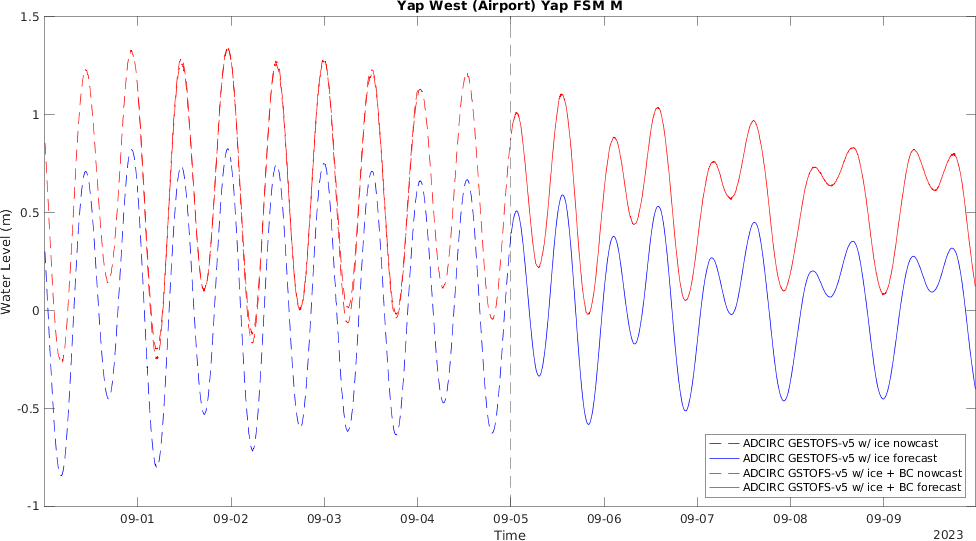 Yap West (Airport) Yap FSM M
1.5
1
0.5
0
-0.5
-1
Water Level (m)
ADCIRC GESTOFS-v5 w/ ice nowcast
ADCIRC GESTOFS-v5 w/ ice forecast
ADCIRC GSTOFS-v5 w/ ice + BC nowcast
ADCIRC GSTOFS-v5 w/ ice + BC forecast
09-01 09-02 09-03 09-04 09-05 09-06 09-07 09-08 09-09
Time
2023